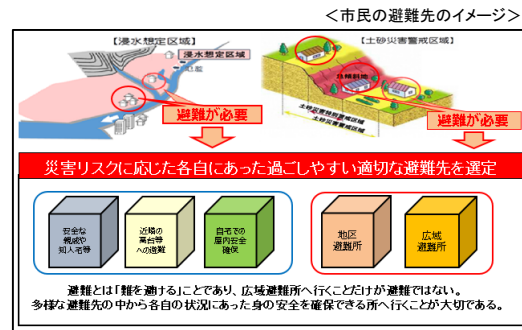 ＜市民の避難先のイメージ＞
【浸水想定区域】
【土砂災害警戒区域】
浸水想定区域
氾濫
急傾斜地
土砂災害特別警戒区域
土砂災害警戒区域
避難が必要
避難が必要
災害リスクに応じた各自にあった過ごしやすい適切な避難先を選定
安全な
親戚や
知人宅等
近場の
高台等
への避難
自宅での
屋内安全
確保
地区
避難所
広域
避難所
避難とは「難を避ける」ことであり、広域避難所へ行くことだけが避難ではない。
多様な避難先の中から各自の状況にあった身の安全を確保できる所へ行くことが大切である。